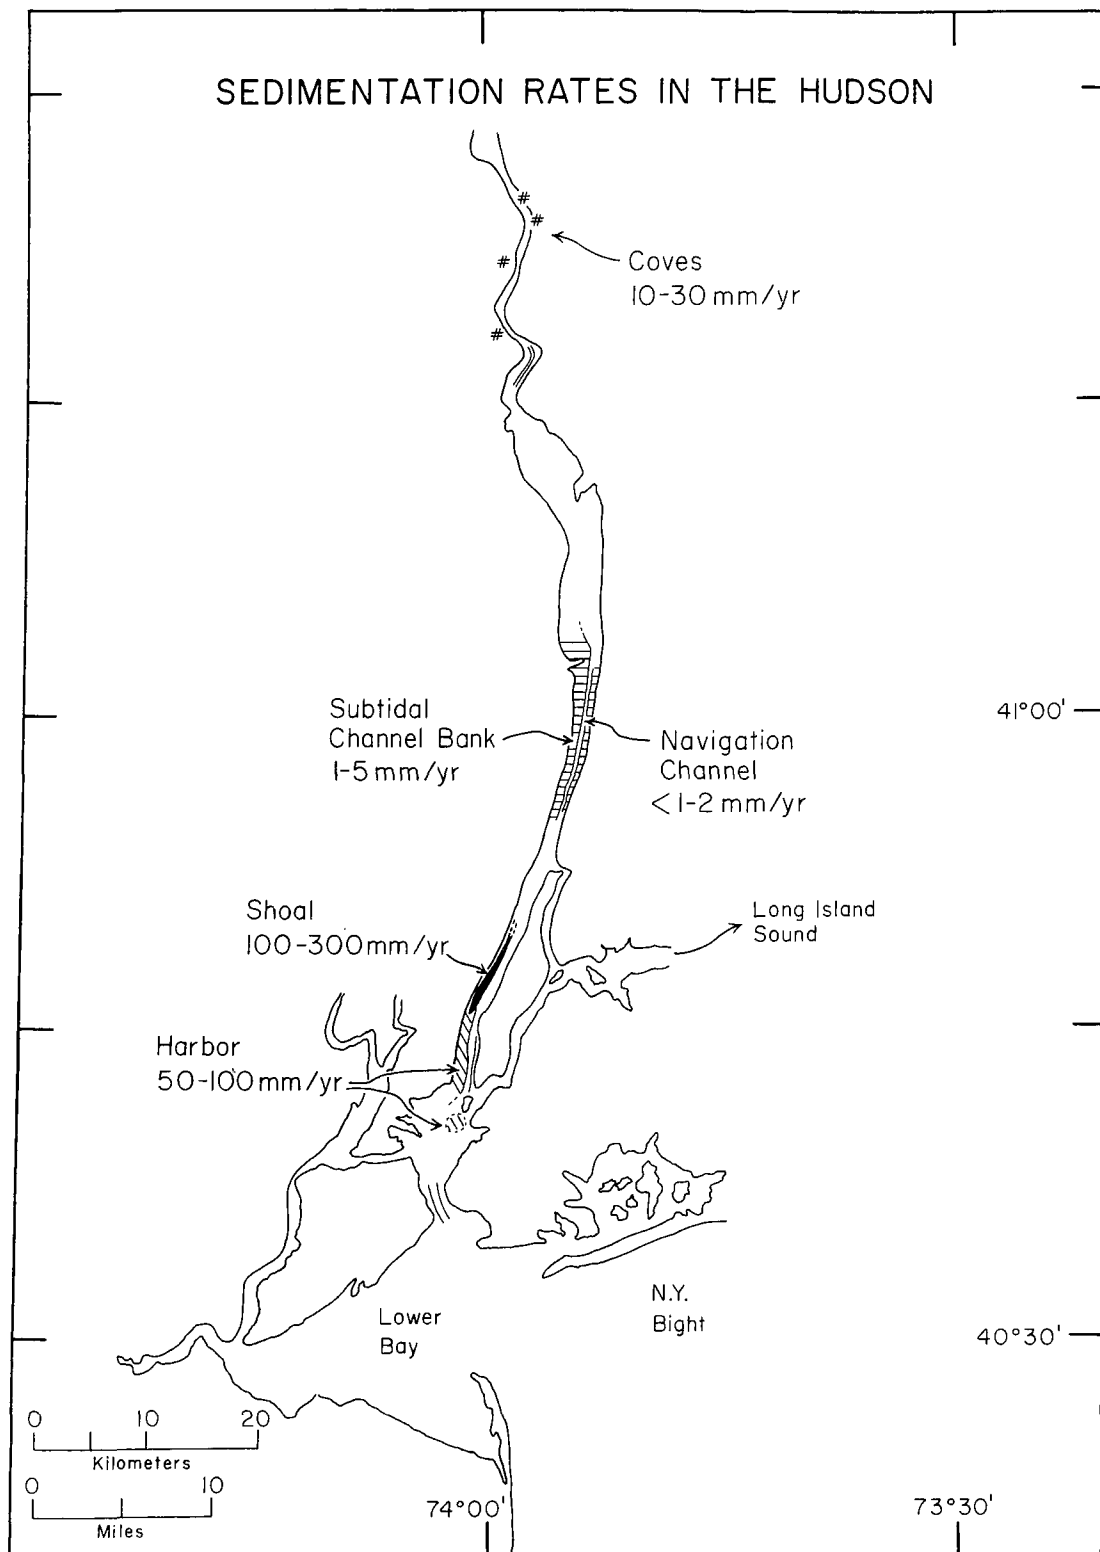 SEDIMENTATION RATES IN THE HUDSON
#
#
#
#
Coves
10-30 mm/yr
Subtidal
Channel Bank
1-5 mm/yr
41°00'
Navigation
Channel
<1-2 mm/yr
Shoal
100-300 mm/yr
Long Island
Sound
Harbor
50-100 mm/yr
N.Y.
Bight
Lower
Bay
40°30'
0 10 20
Kilometers
0 10
Miles
74°00'
73°30'